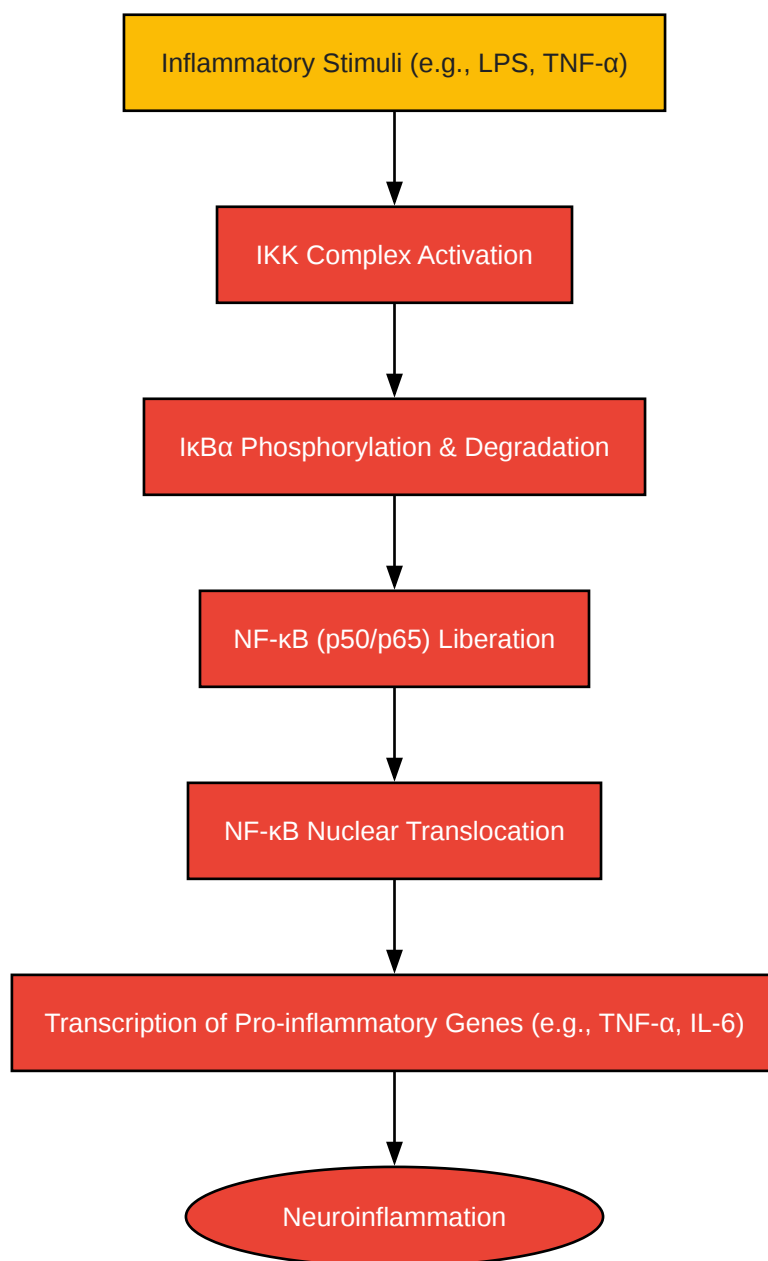 Inflammatory Stimuli (e.g., LPS, TNF-α)
IKK Complex Activation
IκBα Phosphorylation & Degradation
NF-κB (p50/p65) Liberation
NF-κB Nuclear Translocation
Transcription of Pro-inflammatory Genes (e.g., TNF-α, IL-6)
Neuroinflammation